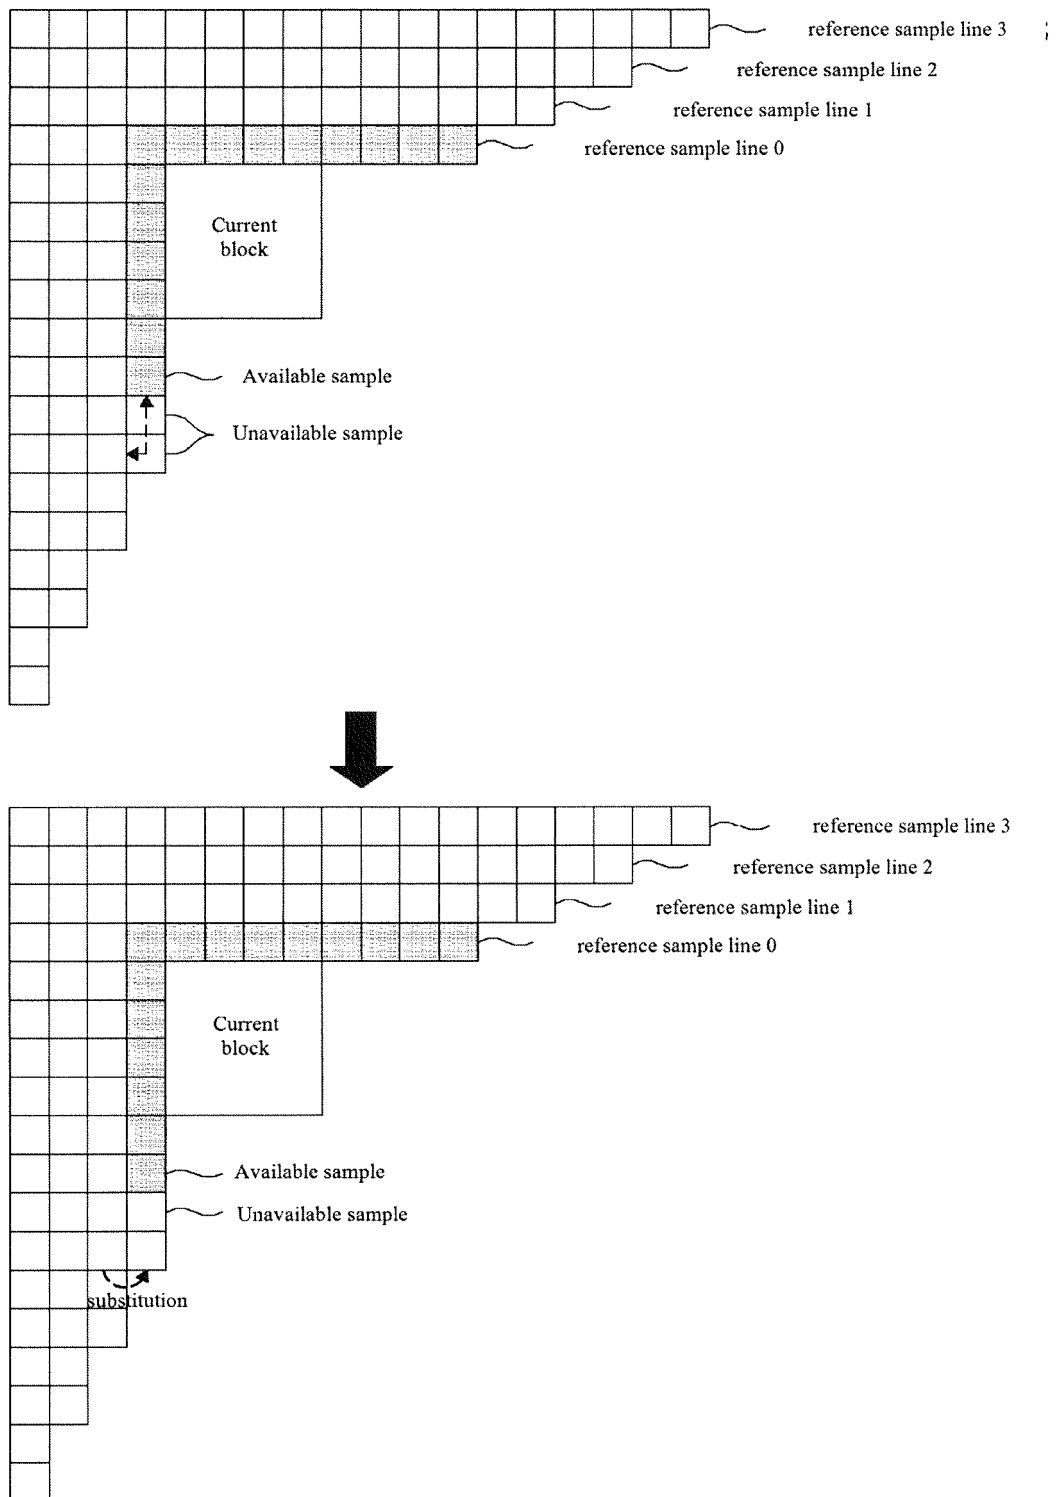 reference sample line 3
reference sample line 2
reference sample line 1
reference sample line 0
Current
block
Available sample
Unavailable sample
reference sample line 3
reference sample line 2
reference sample line 1
reference sample line 0
Current
block
Available sample
Unavailable sample
substitution